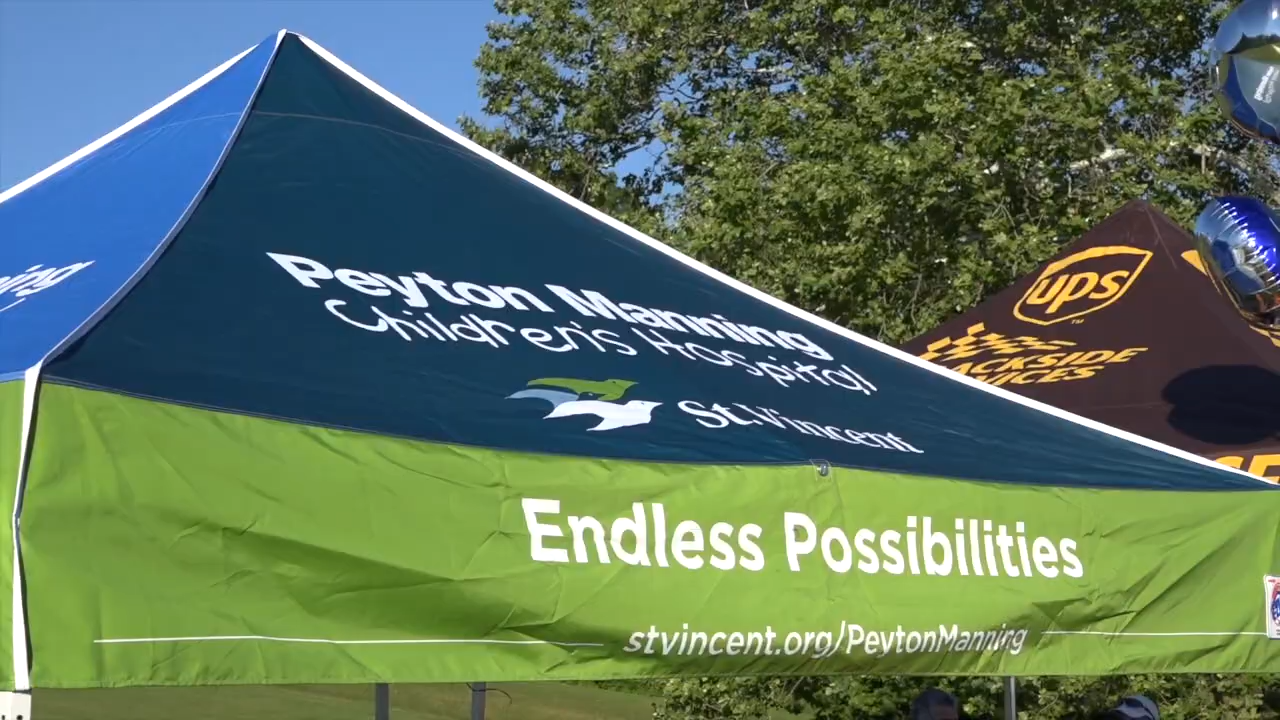 Peyton Manning
Children's Hospital
St.Vincent
Endless Possibilities
stvincent.org/PeytonManning
ups